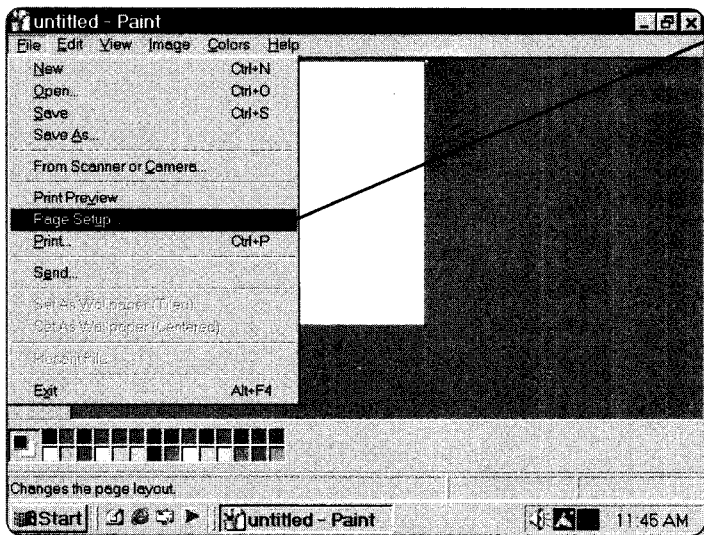 untitled - Paint
File Edit View Image Colors Help
New Ctrl+N
Open... Ctrl+O
Save Ctrl+S
Save As...
From Scanner or Camera...
Print Preview
Page Setup...
Print... Ctrl+P
Send...
Set As Wallpaper (Tiled)
Set As Wallpaper (Centered)
Recent File
Exit Alt+F4
Changes the page layout.
Start untitled - Paint 11:45 AM